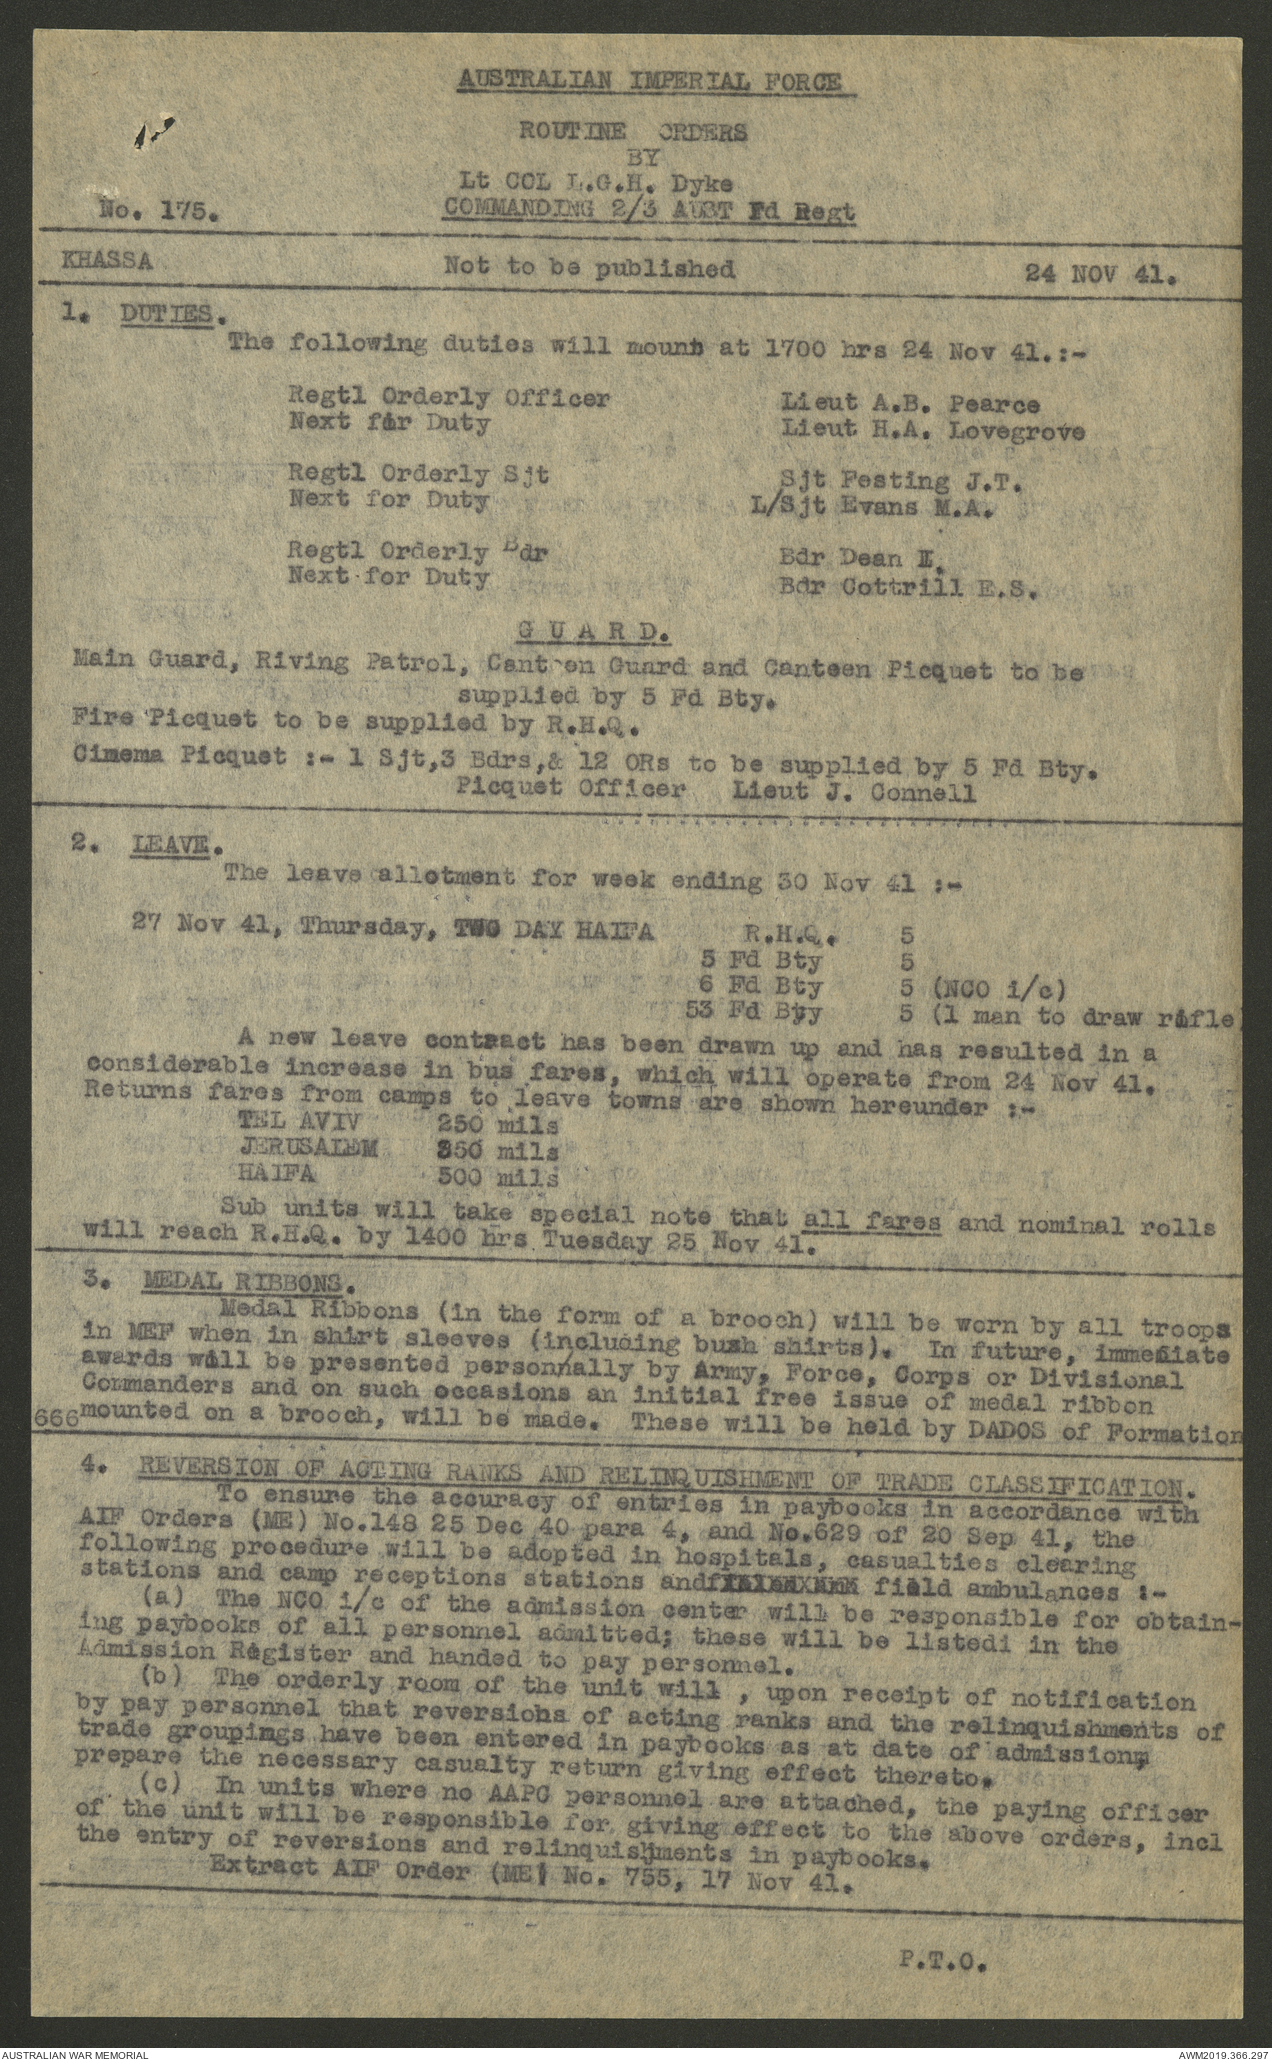 AUSTRALIAN IMPERIAL FORCE
ROUTINE ORDERS
BY
Lt COL L.G.H. Dyke
No. 175. COMMANDING 2/3 AUST Fd Regt
KHASSA Not to be published 24 NOV 41.
1. DUTIES.
The following duties will mount at 1700 hrs 24 Nov 41.:-
Regtl Orderly Officer Lieut A.B. Pearce
Next for Duty Lieut H.A. Lovegrove
Regtl Orderly Sjt Sjt Festing J.T.
Next for Duty L/Sjt Evans M.A.
Regtl Orderly Bdr Bdr Dean
Next for Duty Bdr Cottrill E.S.
G U A R D.
Main Guard, Riving Patrol, Canteen Guard and Canteen Picquet to be
supplied by 5 Fd Bty.
Fire Picquet to be supplied by R.H.Q.
Cimema Picquet :- 1 Sjt,3 Bdrs,& 12 ORs to be supplied by 5 Fd Bty.
Picquet Officer Lieut J. Connell
2. LEAVE.
The leave allotment for week ending 30 Nov 41 :-
27 Nov 41, Thursday, TWO DAY HAIFA R.H.Q. 5
5 Fd Bty 5
6 Fd Bty 5 (NCO i/c)
53 Fd Bty 5 (1 man to draw rifle)
A new leave contract has been drawn up and has resulted in a
considerable increase in bus fares, which will operate from 24 Nov 41.
Returns fares from camps to leave towns are shown hereunder :-
TEL AVIV 250 mils
JERUSALEM 350 mils
HAIFA 500 mils
Sub units will take special note that all fares and nominal rolls
will reach R.H.Q. by 1400 hrs Tuesday 25 Nov 41.
3. MEDAL RIBBONS.
Medal Ribbons (in the form of a brooch) will be worn by all troops
in MEF when in shirt sleeves (including bush shirts). In future, immediate
awards will be presented personnally by Army, Force, Corps or Divisional
Commanders and on such occasions an initial free issue of medal ribbon
666 mounted on a brooch, will be made. These will be held by DADOS of Formation
4. REVERSION OF ACTING RANKS AND RELINQUISHMENT OF TRADE CLASSIFICATION.
To ensure the accuracy of entries in paybooks in accordance with
AIF Orders (ME) No.148 25 Dec 40 para 4, and No.629 of 20 Sep 41, the
following procedure will be adopted in hospitals, casualties clearing
stations and camp receptions stations and field ambulances :-
(a) The NCO i/c of the admission center will be responsible for obtain-
ing paybooks of all personnel admitted; these will be listedi in the
Admission Register and handed to pay personnel.
(b) The orderly room of the unit will , upon receipt of notification
by pay personnel that reversions of acting ranks and the relinquishments of
trade groupings have been entered in paybooks as at date of admission,
prepare the necessary casualty return giving effect thereto.
(c) In units where no AAPC personnel are attached, the paying officer
of the unit will be responsible for giving effect to the above orders, incl
the entry of reversions and relinquishments in paybooks.
Extract AIF Order (ME) No. 755, 17 Nov 41.
P.T.O.
AUSTRALIAN WAR MEMORIAL AWM2019.366.297